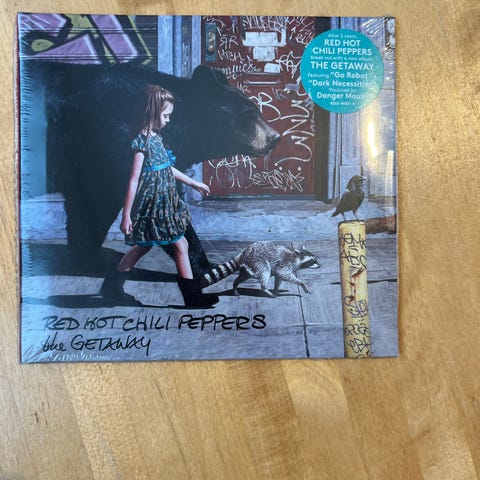 After 5 years,
RED HOT
CHILI PEPPERS
break out with a new album,
THE GETAWAY
Featuring "Go Robot"
"Dark Necessities"
Produced by
Danger Mouse
RED HOT CHILI PEPPERS
the GETAWAY